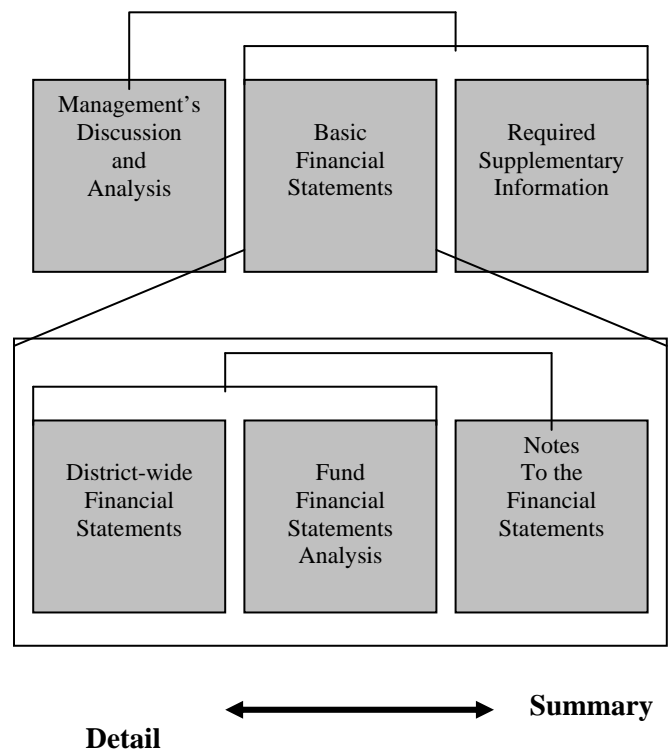 Management’s
Discussion
and
Analysis
Basic
Financial
Statements
Required
Supplementary
Information
District-wide
Financial
Statements
Fund
Financial
Statements
Analysis
Notes
To the
Financial
Statements
Detail
Summary